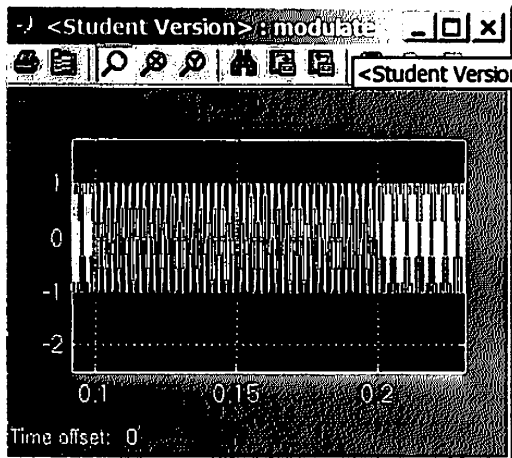 <Student Version> : modulate
<Student Version
1
0
-1
-2
0.1
0.15
0.2
Time offset: 0